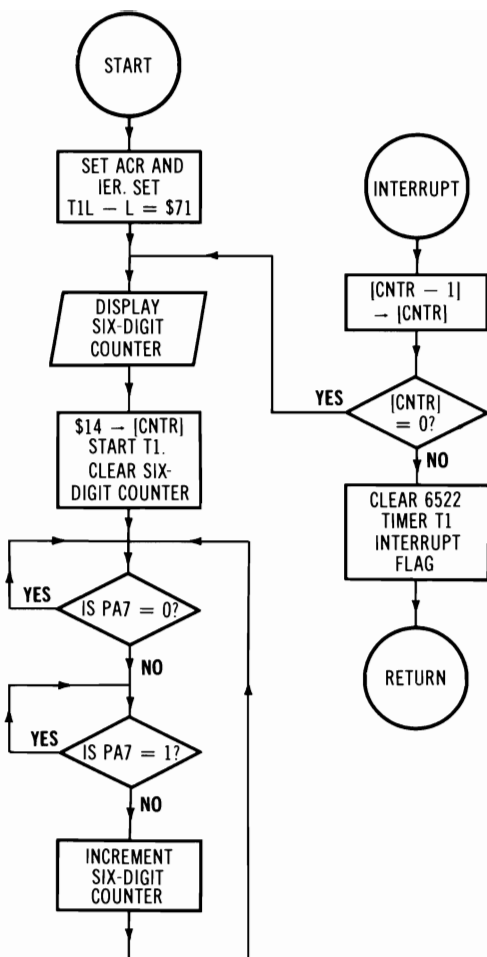 START
SET ACR AND
IER. SET
T1L – L = $71
DISPLAY
SIX-DIGIT
COUNTER
$14 → [CNTR]
START T1.
CLEAR SIX-
DIGIT COUNTER
YES
IS PA7 = 0?
NO
YES
IS PA7 = 1?
NO
INCREMENT
SIX-DIGIT
COUNTER
INTERRUPT
[CNTR – 1]
→ [CNTR]
YES
[CNTR]
= 0?
NO
CLEAR 6522
TIMER T1
INTERRUPT
FLAG
RETURN